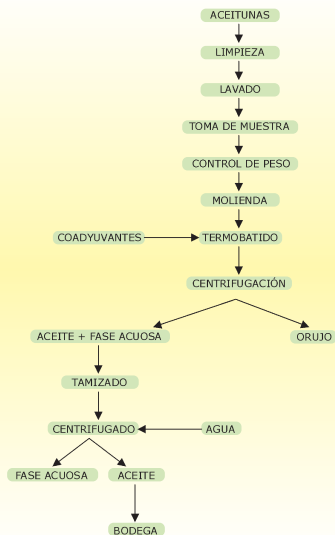 ACEITUNAS
LIMPIEZA
LAVADO
TOMA DE MUESTRA
CONTROL DE PESO
MOLIENDA
COADYUVANTES
TERMOBATIDO
CENTRIFUGACIÓN
ACEITE + FASE ACUOSA
ORUJO
TAMIZADO
CENTRIFUGADO
AGUA
FASE ACUOSA
ACEITE
BODEGA